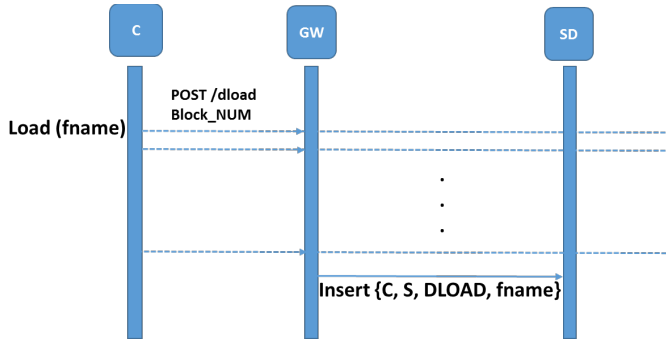 C
GW
SD
POST /dload
Block_NUM
Load (fname)
Insert {C, S, DLOAD, fname}